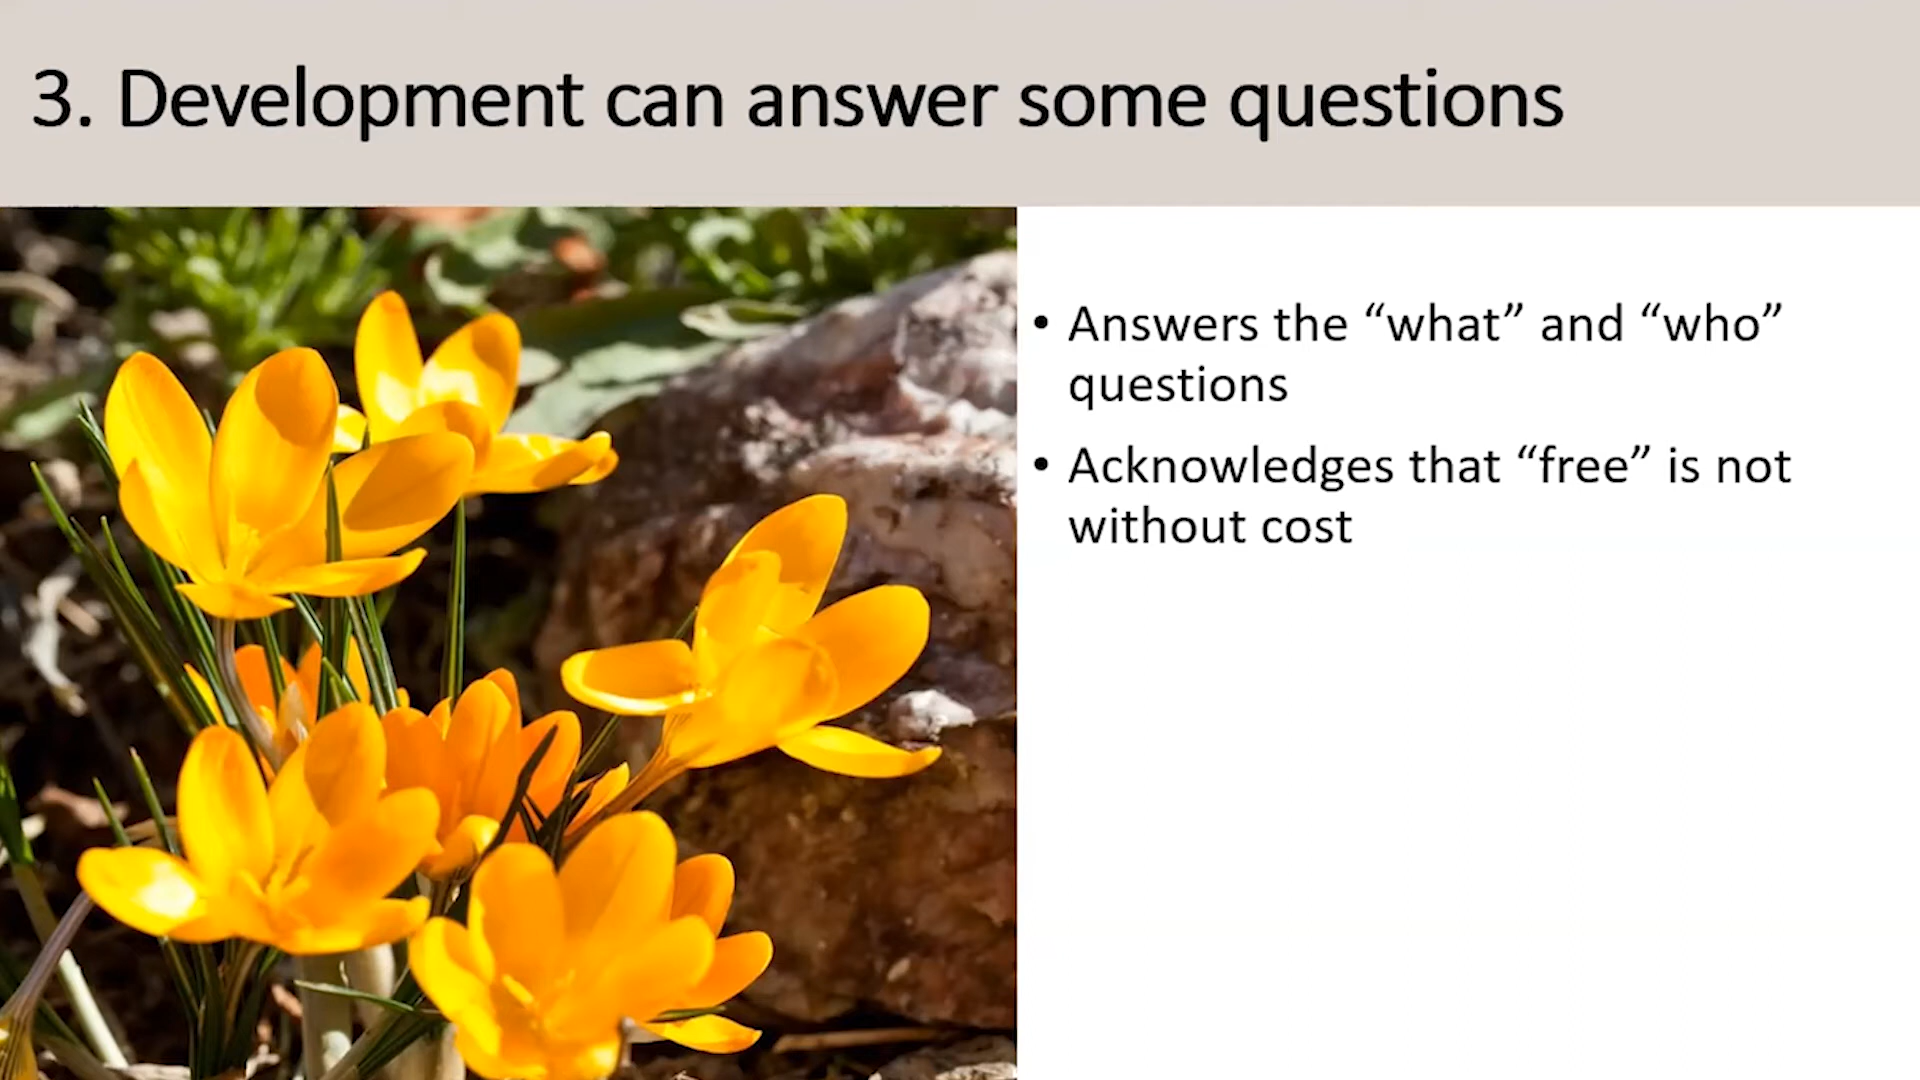 3. Development can answer some questions
• Answers the “what” and “who”
questions
• Acknowledges that “free” is not
without cost